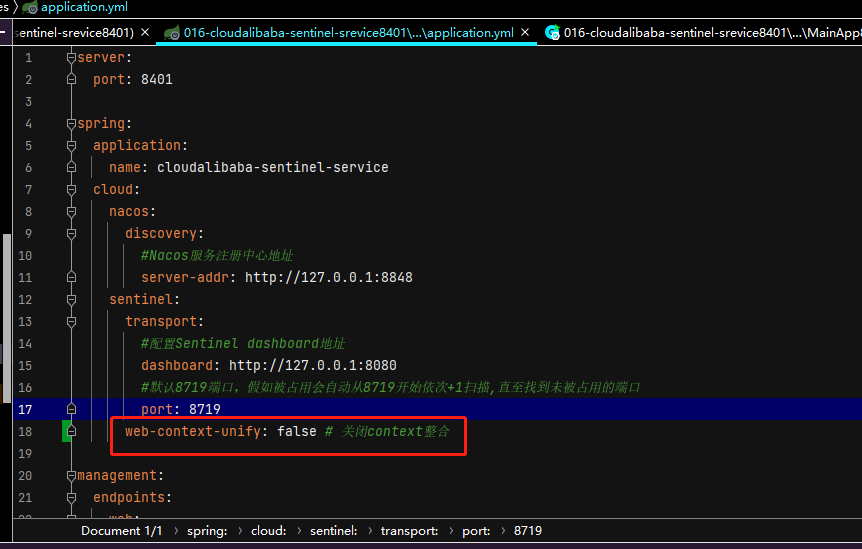 es application.yml
sentinel-srevice8401) × 016-cloudalibaba-sentinel-srevice8401\...\application.yml × 016-cloudalibaba-sentinel-srevice8401\...\MainApp8
1 server:
2 port: 8401
3
4 spring:
5 application:
6 name: cloudalibaba-sentinel-service
7 cloud:
8 nacos:
9 discovery:
10 #Nacos服务注册中心地址
11 server-addr: http://127.0.0.1:8848
12 sentinel:
13 transport:
14 #配置Sentinel dashboard地址
15 dashboard: http://127.0.0.1:8080
16 #默认8719端口，假如被占用会自动从8719开始依次+1扫描,直至找到未被占用的端口
17 port: 8719
18 web-context-unify: false # 关闭context整合
19
20 management:
21 endpoints:
web:
Document 1/1 › spring: › cloud: › sentinel: › transport: › port: › 8719